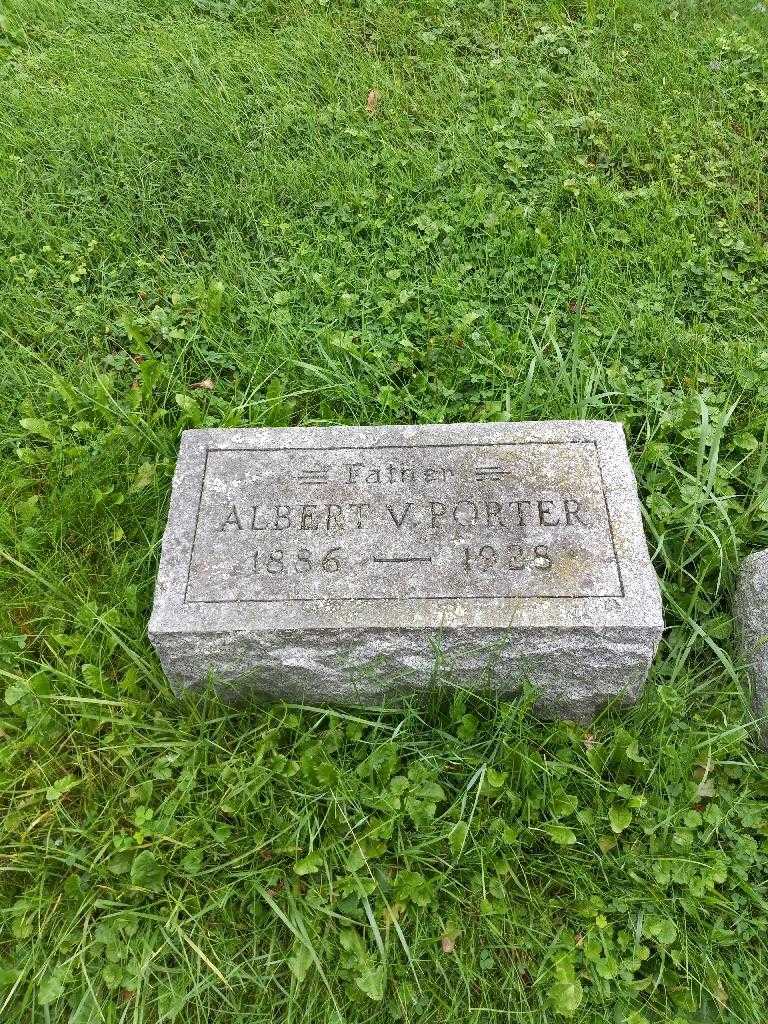 Father
ALBERT V. PORTER
1886 — 1928